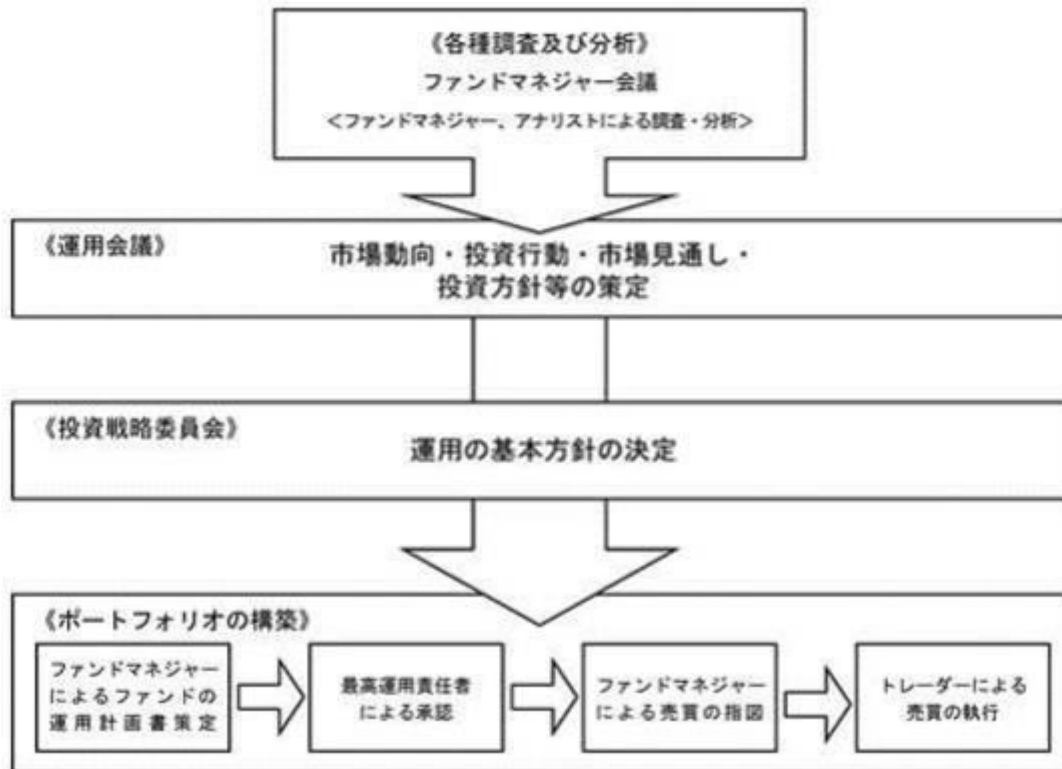 《各種調査及び分析》
ファンドマネジャー会議
＜ファンドマネジャー、アナリストによる調査・分析＞
《運用会議》
市場動向・投資行動・市場見通し・
投資方針等の策定
《投資戦略委員会》
運用の基本方針の決定
《ポートフォリオの構築》
ファンドマネジャー
によるファンドの
運用計画書策定
最高運用責任者
による承認
ファンドマネジャー
による売買の指図
トレーダーによる
売買の執行